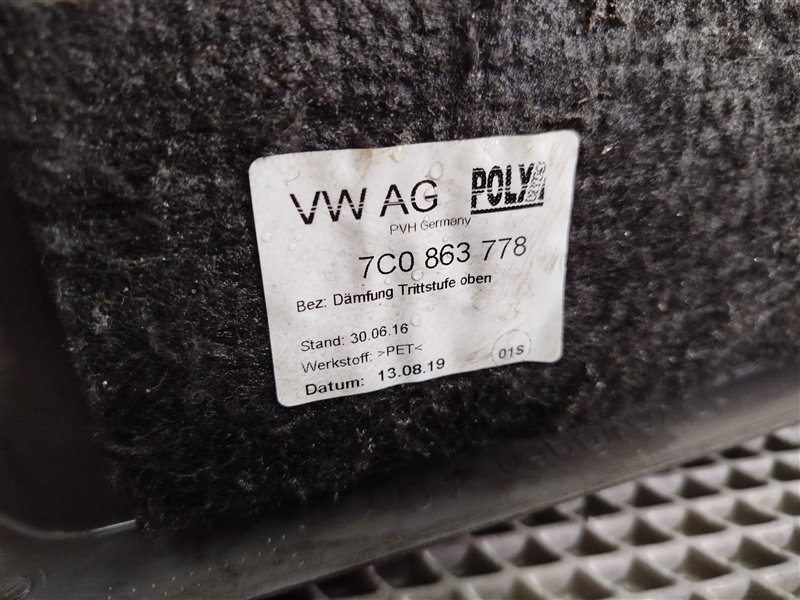 VW AG POLY
PVH Germany
7C0 863 778
Bez: Dämfung Trittstufe oben
Stand: 30.06.16
Werkstoff: >PET<
Datum: 13.08.19
01S